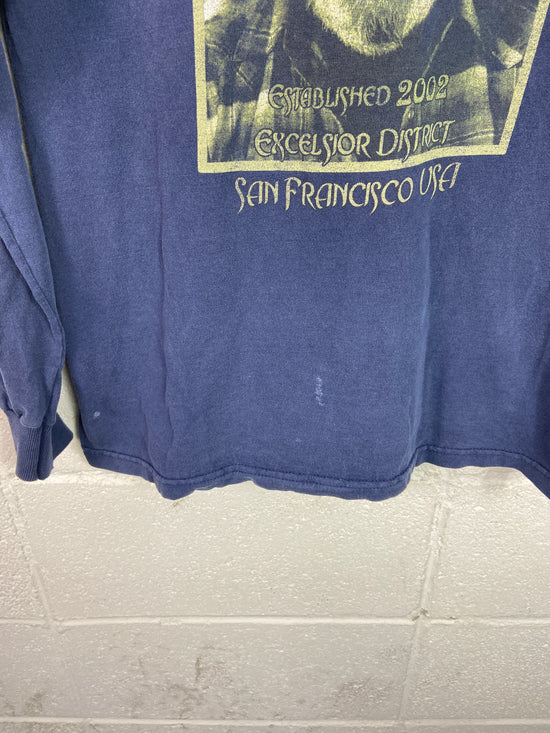 Established 2002
Excelsior District
San Francisco USA